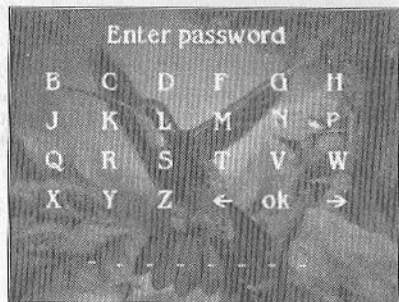 Enter password
B C D F G H
J K L M N P
Q R S T V W
X Y Z ← ok →
- - - - - - -